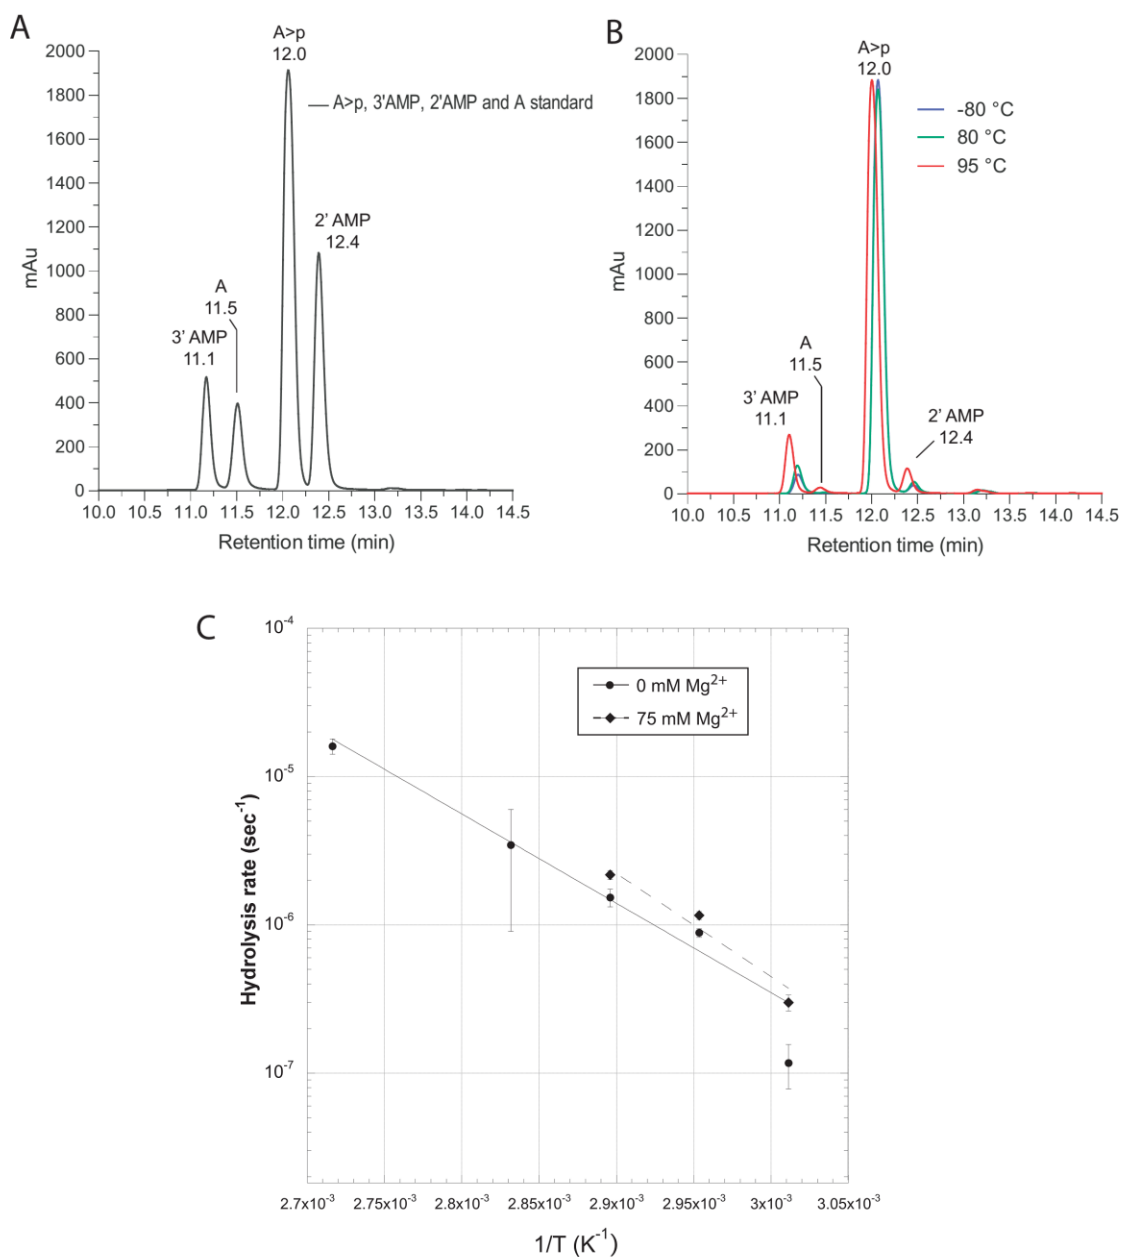 A
A>p
12.0
2000
1800
1600
1400
1200
1000
800
600
400
200
0
mAu
A>p, 3'AMP, 2'AMP and A standard
2' AMP
12.4
A
11.5
3' AMP
11.1
10.0 10.5 11.0 11.5 12.0 12.5 13.0 13.5 14.0 14.5
Retention time (min)
B
A>p
12.0
2000
1800
1600
1400
1200
1000
800
600
400
200
0
mAu
-80 °C
80 °C
95 °C
A
11.5
3' AMP
11.1
2' AMP
12.4
10.0 10.5 11.0 11.5 12.0 12.5 13.0 13.5 14.0 14.5
Retention time (min)
C
10⁻⁴
10⁻⁵
10⁻⁶
10⁻⁷
Hydrolysis rate (sec⁻¹)
0 mM Mg²⁺
75 mM Mg²⁺
2.7x10⁻³ 2.75x10⁻³ 2.8x10⁻³ 2.85x10⁻³ 2.9x10⁻³ 2.95x10⁻³ 3x10⁻³ 3.05x10⁻³
1/T (K⁻¹)